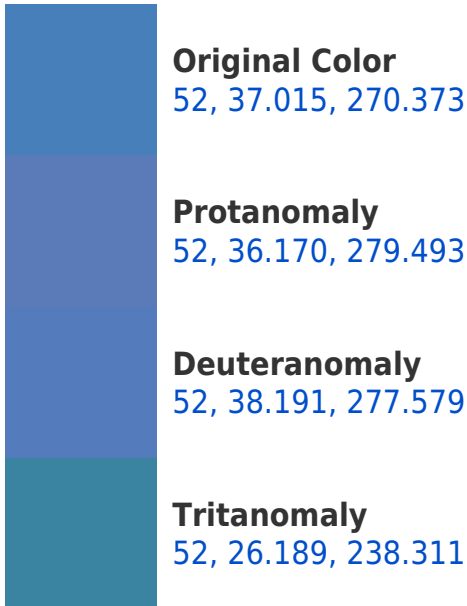 Original Color
52, 37.015, 270.373
Protanomaly
52, 36.170, 279.493
Deuteranomaly
52, 38.191, 277.579
Tritanomaly
52, 26.189, 238.311